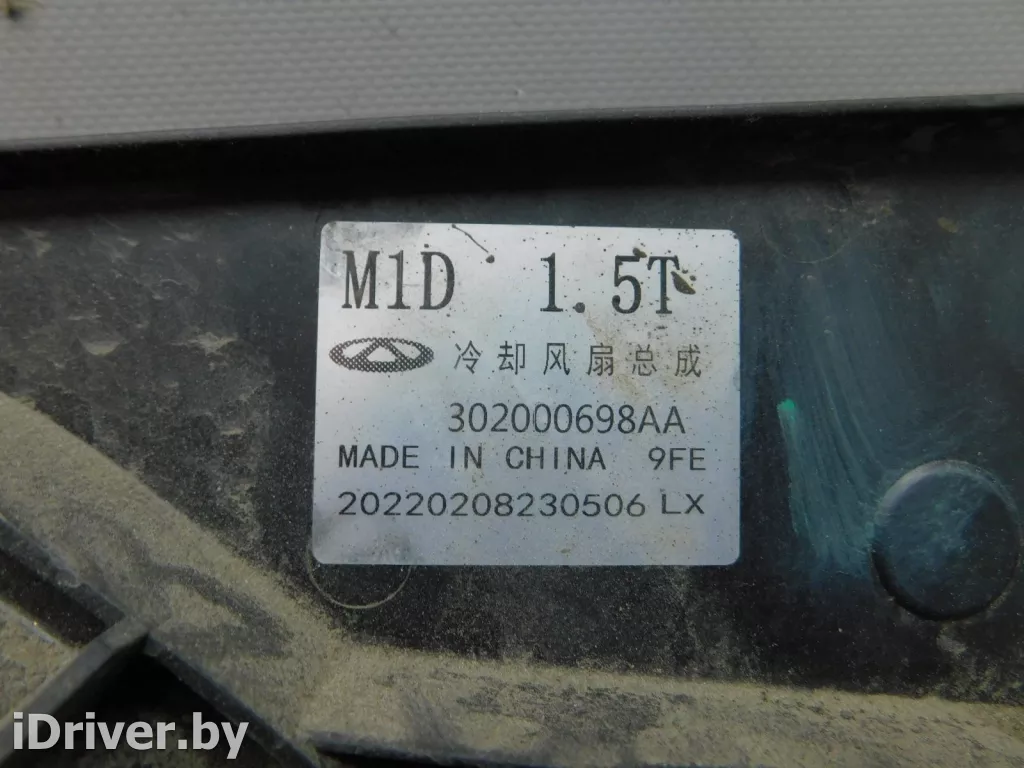 M1D 1.5T
冷却风扇总成
302000698AA
MADE IN CHINA 9FE
20220208230506 LX
iDriver.by